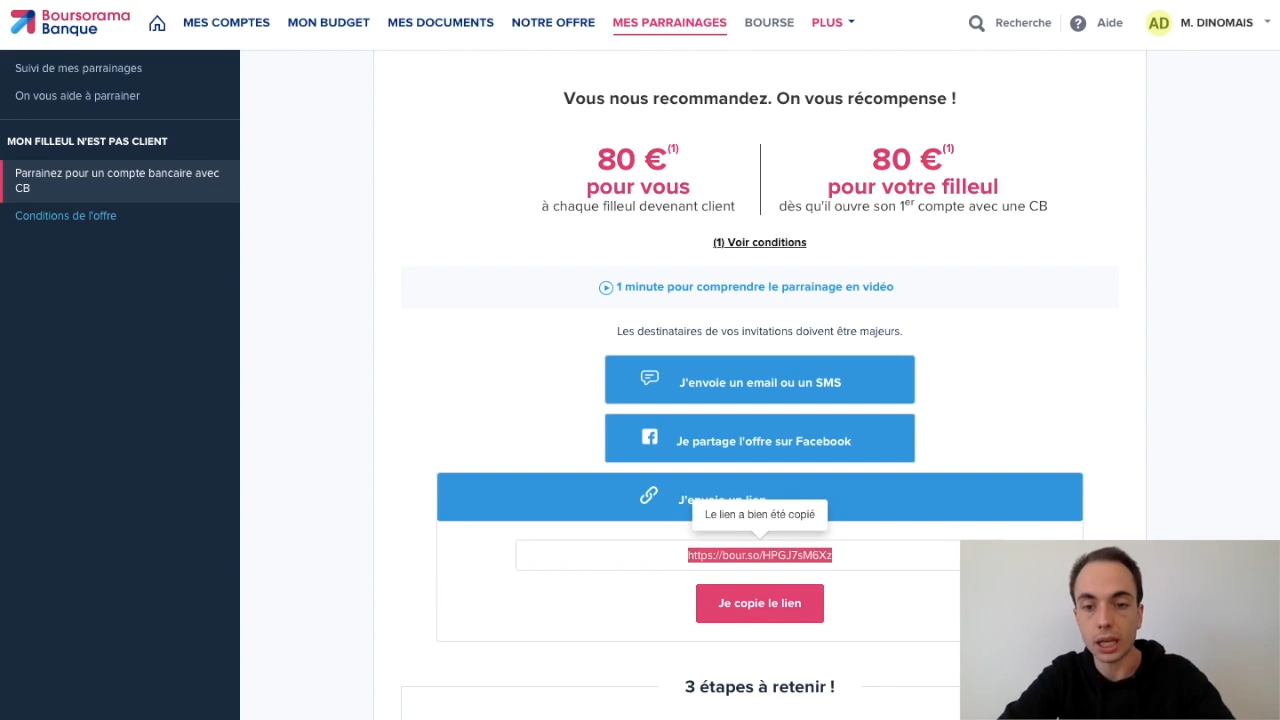 Boursorama
Banque
MES COMPTES
MON BUDGET
MES DOCUMENTS
NOTRE OFFRE
MES PARRAINAGES
BOURSE
PLUS
Recherche
Aide
AD
M. DINOMAIS
Suivi de mes parrainages
On vous aide à parrainer
MON FILLEUL N'EST PAS CLIENT
Parrainez pour un compte bancaire avec
CB
Conditions de l'offre
Vous nous recommandez. On vous récompense !
80 €(1)
pour vous
à chaque filleul devenant client
80 €(1)
pour votre filleul
dès qu'il ouvre son 1er compte avec une CB
(1) Voir conditions
1 minute pour comprendre le parrainage en vidéo
Les destinataires de vos invitations doivent être majeurs.
J'envoie un email ou un SMS
Je partage l'offre sur Facebook
J'envoie un lien
Le lien a bien été copié
https://bour.so/HPGJ7sM6Xz
Je copie le lien
3 étapes à retenir !